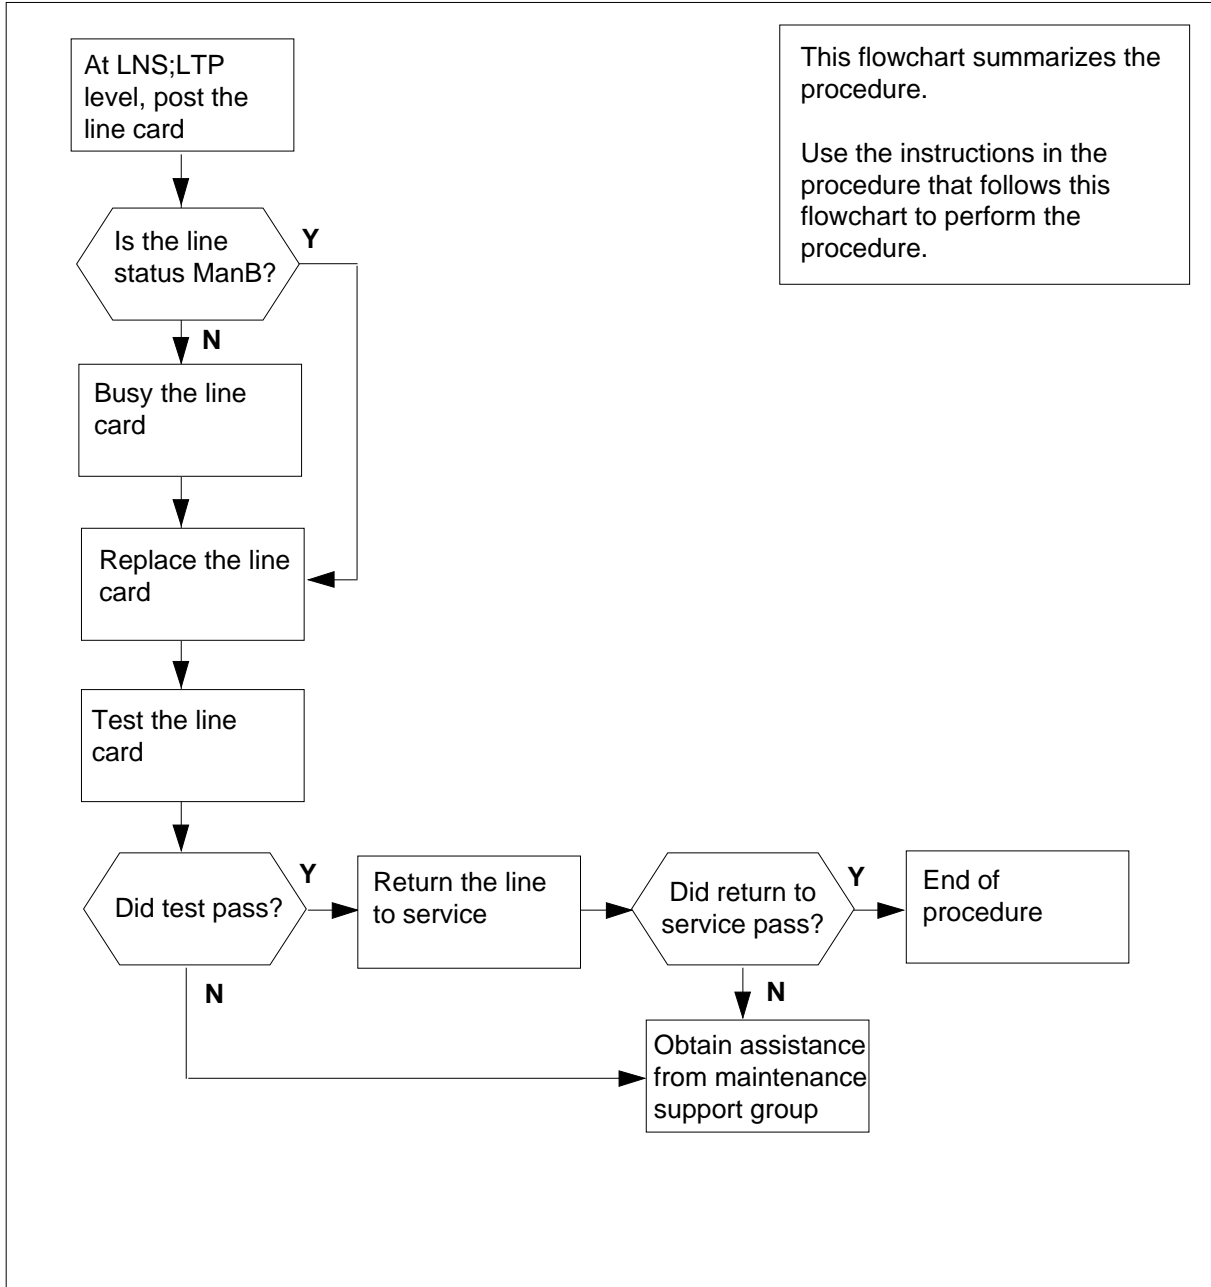 At LNS;LTP
level, post the
line card
This flowchart summarizes the
procedure.
Use the instructions in the
procedure that follows this
flowchart to perform the
procedure.
Is the line
status ManB?
Y
N
Busy the line
card
Replace the line
card
Test the line
card
Did test pass?
Y
N
Return the line
to service
Did return to
service pass?
Y
N
End of
procedure
Obtain assistance
from maintenance
support group